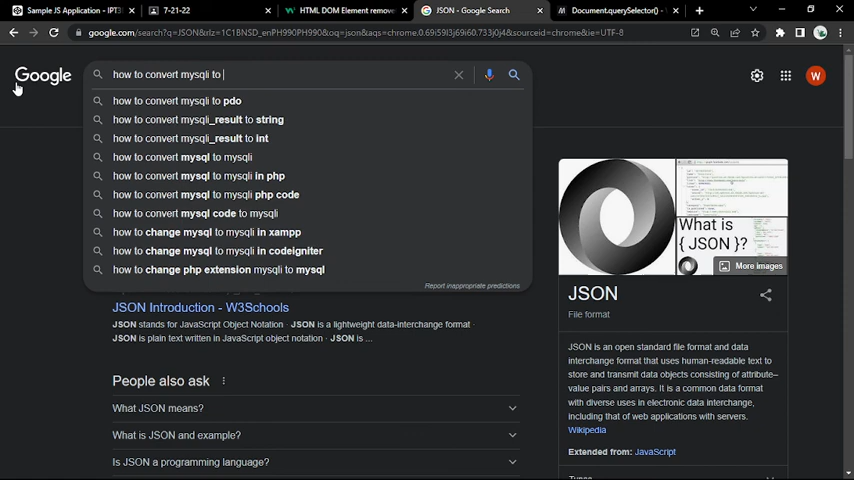 Sample JS Application - IPT3
7-21-22
HTML DOM Element remove
JSON - Google Search
Document.querySelector() -
google.com/search?q=JSON&rlz=1C1BNSD_enPH990PH990&oq=json&aqs=chrome.0.69i59l3j69i60.733j0j4&sourceid=chrome&ie=UTF-8
Google
how to convert mysqli to
W
how to convert mysqli to pdo
how to convert mysqli_result to string
how to convert mysqli_result to int
how to convert mysql to mysqli
how to convert mysql to mysqli in php
how to convert mysql to mysqli php code
how to convert mysql code to mysqli
how to change mysql to mysqli in xampp
how to change mysql to mysqli in codeigniter
how to change php extension mysqli to mysql
Report inappropriate predictions
JSON Introduction - W3Schools
JSON stands for JavaScript Object Notation · JSON is a lightweight data-interchange format ·
JSON is plain text written in JavaScript object notation · JSON is ...
People also ask
What JSON means?
What is JSON and example?
Is JSON a programming language?
What is
{ JSON }?
More images
JSON
File format
JSON is an open standard file format and data
interchange format that uses human-readable text to
store and transmit data objects consisting of attribute–
value pairs and arrays. It is a common data format
with diverse uses in electronic data interchange,
including that of web applications with servers.
Wikipedia
Extended from: JavaScript